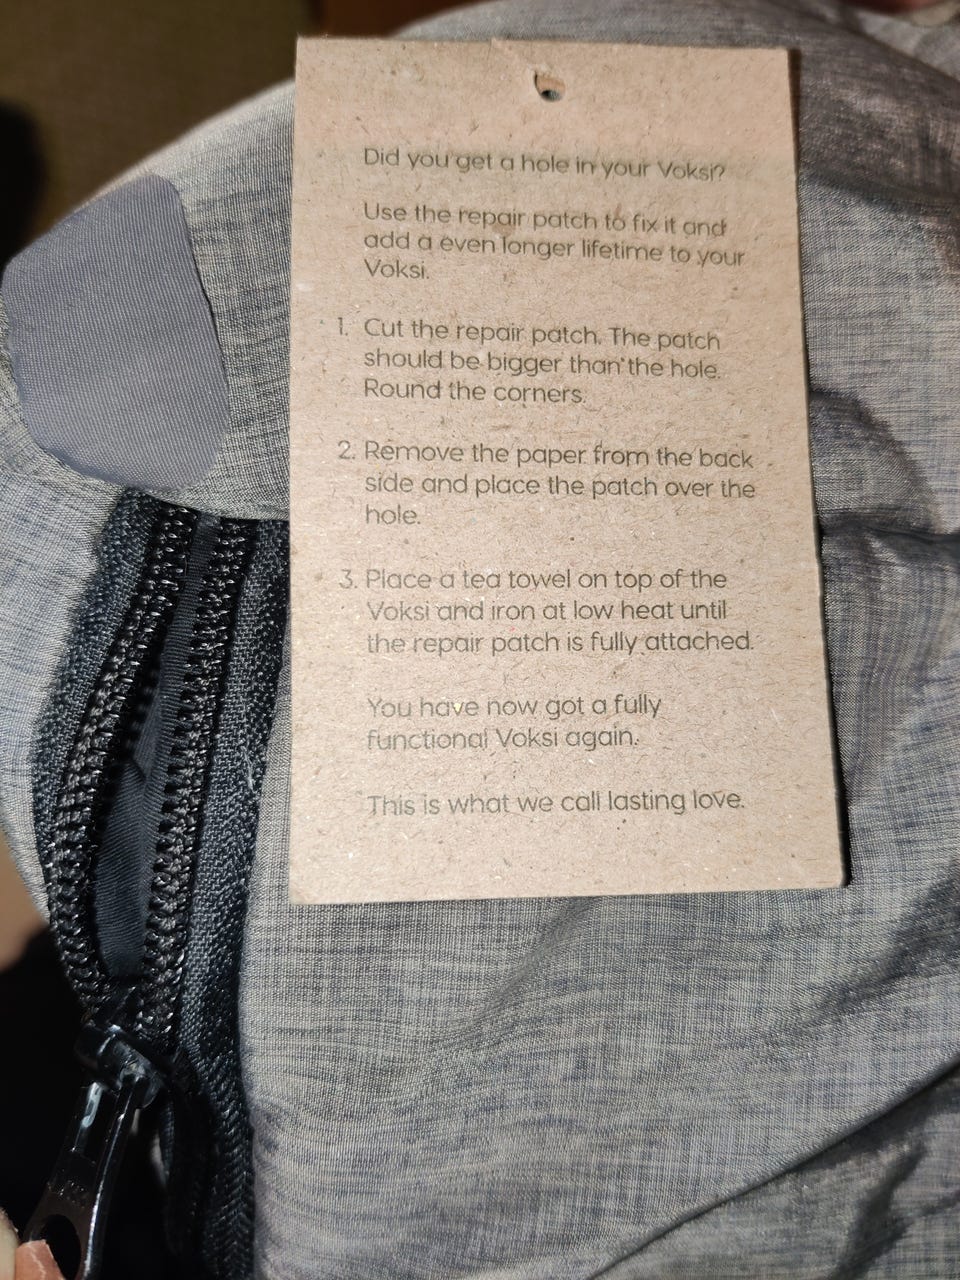 Did you get a hole in your Voksi?
Use the repair patch to fix it and
add a even longer lifetime to your
Voksi.
1. Cut the repair patch. The patch
should be bigger than the hole.
Round the corners.
2. Remove the paper from the back
side and place the patch over the
hole.
3. Place a tea towel on top of the
Voksi and iron at low heat until
the repair patch is fully attached.
You have now got a fully
functional Voksi again.
This is what we call lasting love.